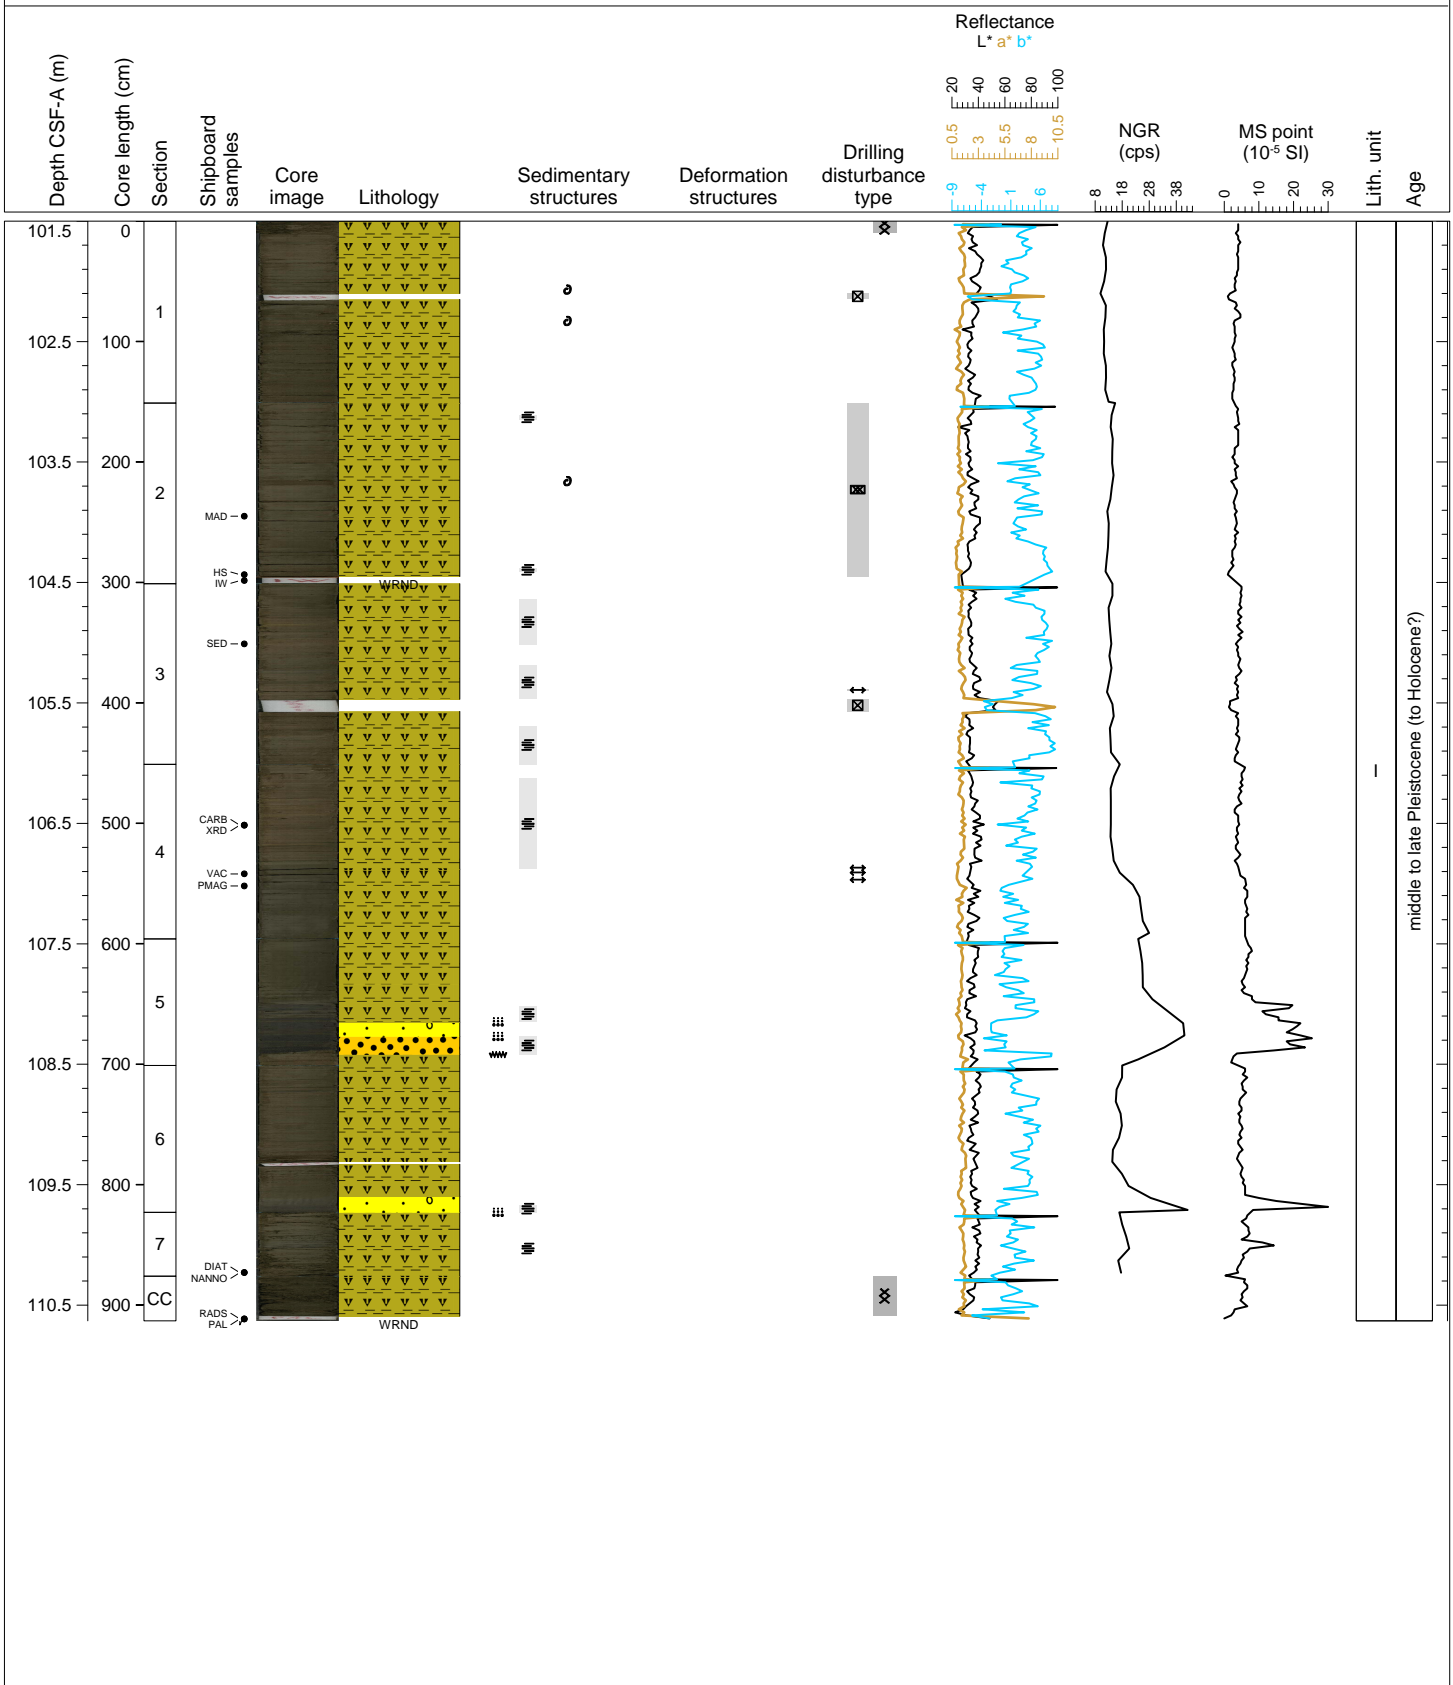 Depth CSF-A (m)
Core length (cm)
Section
Shipboard
samples
Core
image
Lithology
Sedimentary
structures
Deformation
structures
Drilling
disturbance
type
Reflectance
L* a* b*
20 40 60 80 100
0.5 3 5.5 8 10.5
-9 -4 1 6
NGR
(cps)
8 18 28 38
MS point
(10-5 SI)
0 10 20 30
Lith. unit
Age
101.5 0
1
102.5 100
103.5 200
2
MAD
HS
IW
104.5 300
WRND
SED
3
105.5 400
I
106.5 500
CARB
XRD
4
VAC
PMAG
107.5 600
5
108.5 700
6
109.5 800
7
DIAT
NANNO
CC
110.5 900
RADS
PAL
WRND
middle to late Pleistocene (to Holocene?)